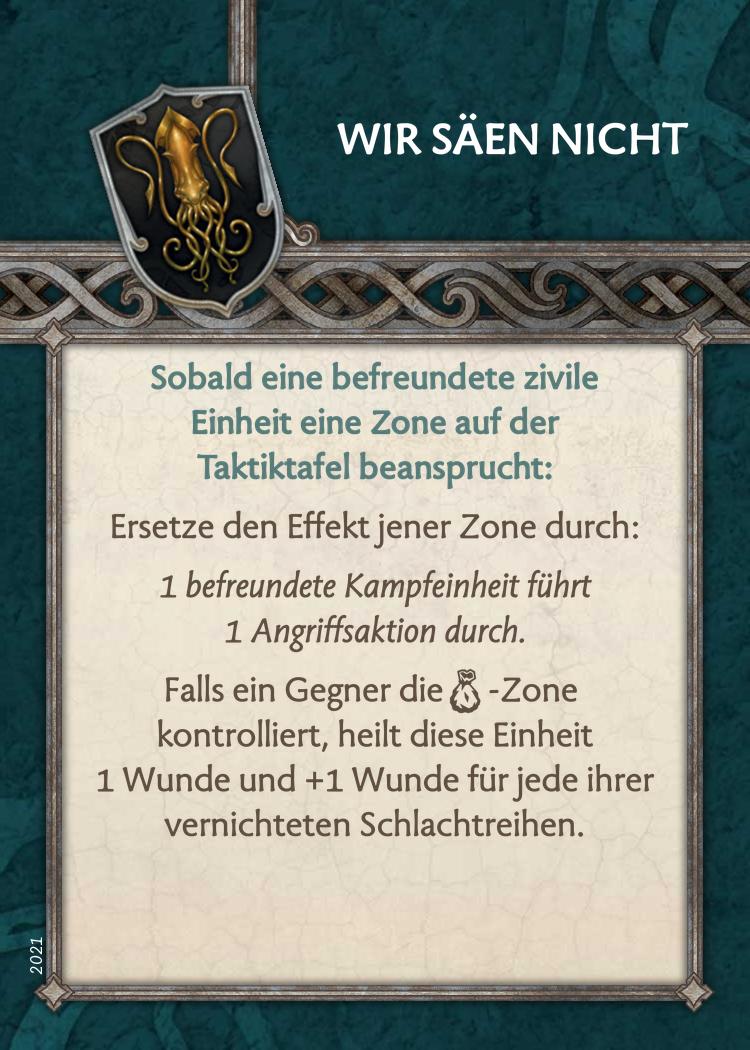 WIR SÄEN NICHT
Sobald eine befreundete zivile
Einheit eine Zone auf der
Taktiktafel beansprucht:
Ersetze den Effekt jener Zone durch:
1 befreundete Kampfeinheit führt
1 Angriffsaktion durch.
Falls ein Gegner die -Zone
kontrolliert, heilt diese Einheit
1 Wunde und +1 Wunde für jede ihrer
vernichteten Schlachtreihen.
2021